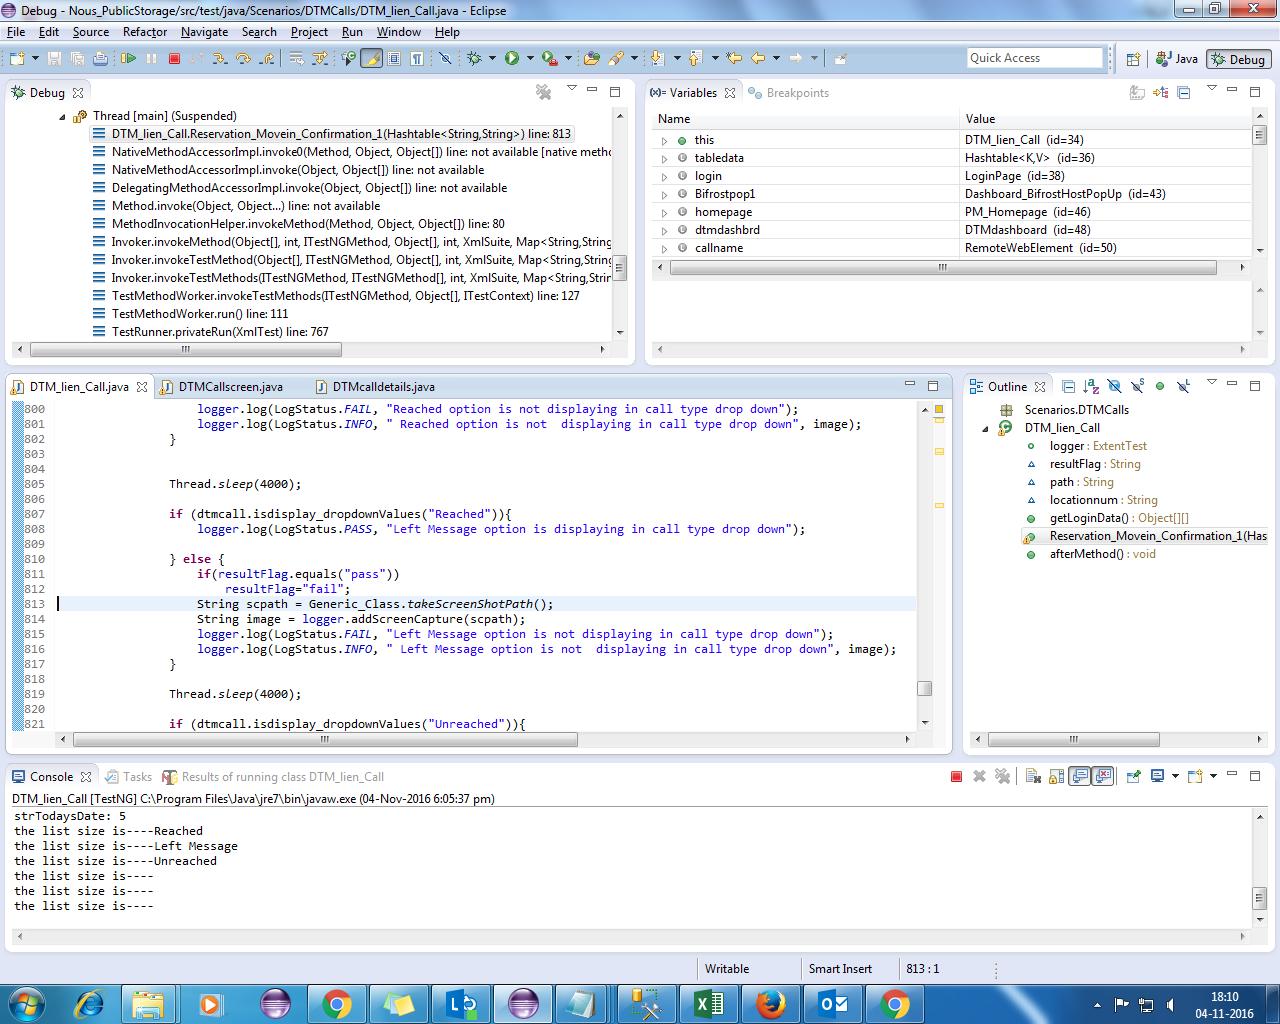 Debug - Nous_PublicStorage/src/test/java/Scenarios/DTMCalls/DTM_lien_Call.java - Eclipse
File Edit Source Refactor Navigate Search Project Run Window Help
Quick Access
Java
Debug
Debug
Thread [main] (Suspended)
DTM_lien_Call.Reservation_Movein_Confirmation_1(Hashtable<String,String>) line: 813
NativeMethodAccessorImpl.invoke0(Method, Object, Object[]) line: not available [native metho
NativeMethodAccessorImpl.invoke(Object, Object[]) line: not available
DelegatingMethodAccessorImpl.invoke(Object, Object[]) line: not available
Method.invoke(Object, Object...) line: not available
MethodInvocationHelper.invokeMethod(Method, Object, Object[]) line: 80
Invoker.invokeMethod(Object[], int, ITestNGMethod, Object[], int, XmlSuite, Map<String,String
Invoker.invokeTestMethod(Object[], ITestNGMethod, Object[], int, XmlSuite, Map<String,Strin
Invoker.invokeTestMethods(ITestNGMethod, ITestNGMethod[], int, XmlSuite, Map<String,Strin
TestMethodWorker.invokeTestMethods(ITestNGMethod, Object[], ITestContext) line: 127
TestMethodWorker.run() line: 111
TestRunner.privateRun(XmlTest) line: 767
Variables Breakpoints
Name Value
this DTM_lien_Call (id=34)
tabledata Hashtable<K,V> (id=36)
login LoginPage (id=38)
Bifrostpop1 Dashboard_BifrostHostPopUp (id=43)
homepage PM_Homepage (id=46)
dtmdashbrd DTMdashboard (id=48)
callname RemoteWebElement (id=50)
DTM_lien_Call.java DTMCallscreen.java DTMcalldetails.java
800 logger.log(LogStatus.FAIL, "Reached option is not displaying in call type drop down");
801 logger.log(LogStatus.INFO, " Reached option is not  displaying in call type drop down", image);
802 }
803
804
805 Thread.sleep(4000);
806
807 if (dtmcall.isdisplay_dropdownValues("Reached")){
808 logger.log(LogStatus.PASS, "Left Message option is displaying in call type drop down");
809
810 } else {
811 if(resultFlag.equals("pass"))
812 resultFlag="fail";
813 String scpath = Generic_Class.takeScreenShotPath();
814 String image = logger.addScreenCapture(scpath);
815 logger.log(LogStatus.FAIL, "Left Message option is not displaying in call type drop down");
816 logger.log(LogStatus.INFO, " Left Message option is not  displaying in call type drop down", image);
817 }
818
819 Thread.sleep(4000);
820
821 if (dtmcall.isdisplay_dropdownValues("Unreached")){
Outline
Scenarios.DTMCalls
DTM_lien_Call
logger : ExtentTest
resultFlag : String
path : String
locationnum : String
getLoginData() : Object[][]
Reservation_Movein_Confirmation_1(Has
afterMethod() : void
Console Tasks Results of running class DTM_lien_Call
DTM_lien_Call [TestNG] C:\Program Files\Java\jre7\bin\javaw.exe (04-Nov-2016 6:05:37 pm)
strTodaysDate: 5
the list size is----Reached
the list size is----Left Message
the list size is----Unreached
the list size is----
the list size is----
the list size is----
Writable Smart Insert 813 : 1
18:10
04-11-2016